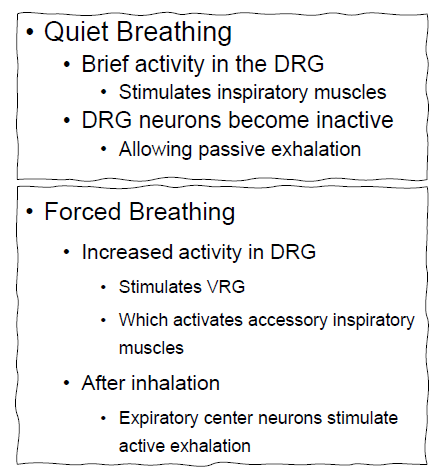 • Quiet Breathing
• Brief activity in the DRG
• Stimulates inspiratory muscles
• DRG neurons become inactive
• Allowing passive exhalation
• Forced Breathing
• Increased activity in DRG
• Stimulates VRG
• Which activates accessory inspiratory
muscles
• After inhalation
• Expiratory center neurons stimulate
active exhalation